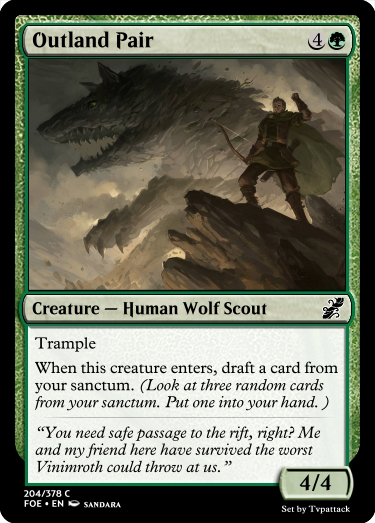 Outland Pair 4
Creature — Human Wolf Scout
Trample
When this creature enters, draft a card from
your sanctum. (Look at three random cards
from your sanctum. Put one into your hand. )
“You need safe passage to the rift, right? Me
and my friend here have survived the worst
Vinimroth could throw at us.”
4/4
204/378 C
FOE • EN SANDARA
Set by Tvpattack